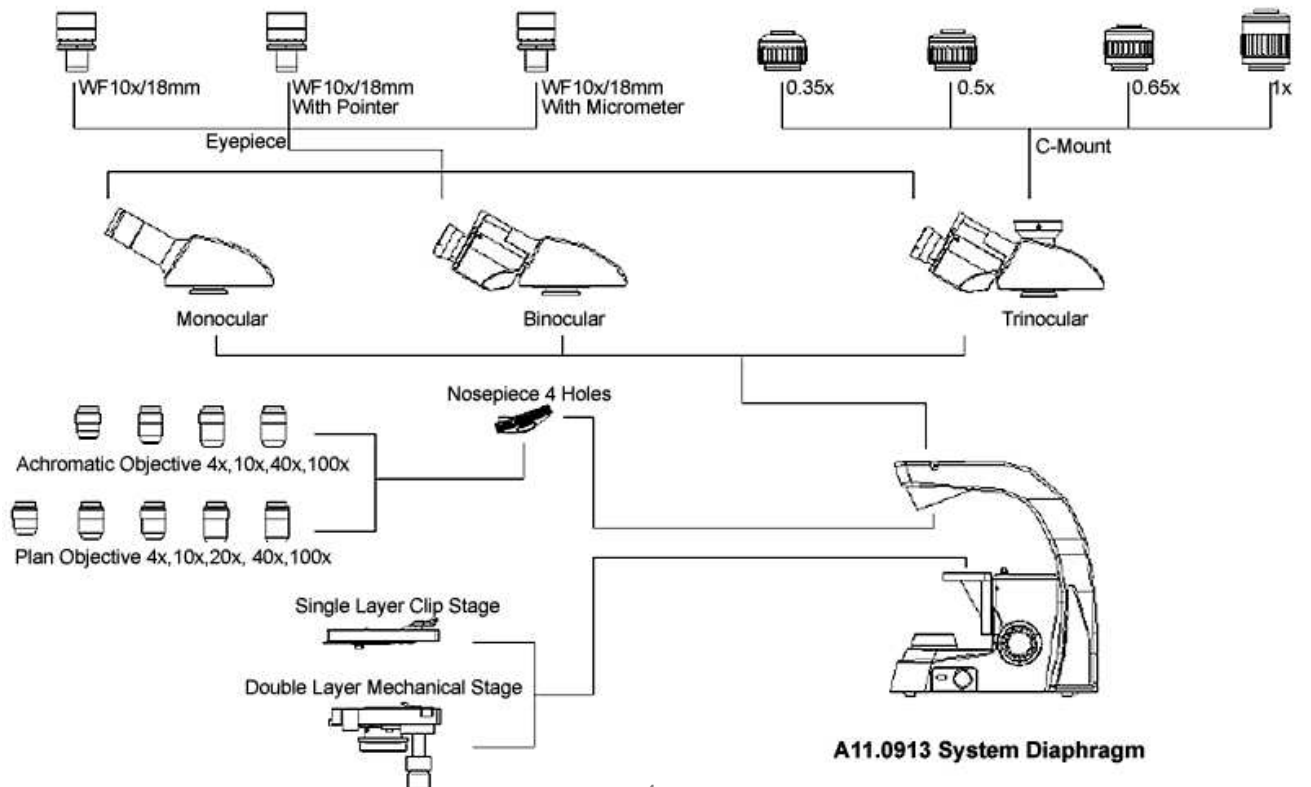 WF10x/18mm
WF10x/18mm
With Pointer
WF10x/18mm
With Micrometer
0.35x
0.5x
0.65x
1x
Eyepiece
C-Mount
Monocular
Binocular
Trinocular
Nosepiece 4 Holes
Achromatic Objective 4x,10x,40x,100x
Plan Objective 4x,10x,20x, 40x,100x
Single Layer Clip Stage
Double Layer Mechanical Stage
A11.0913 System Diaphragm